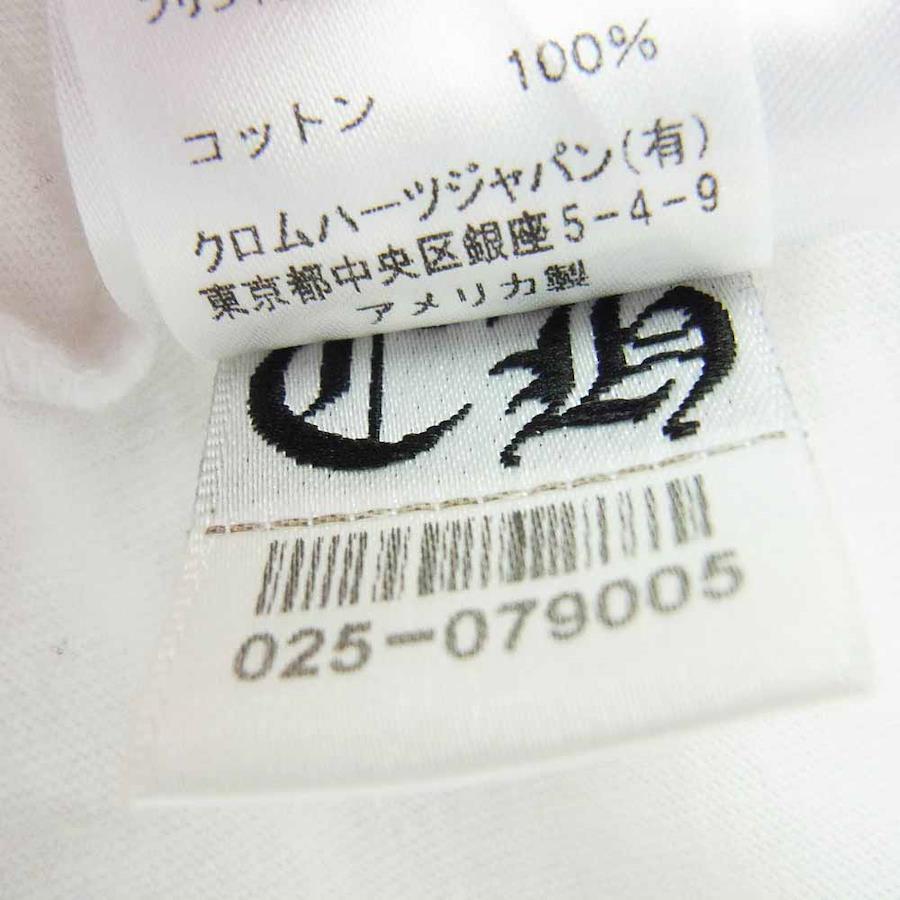 コットン 100%
クロムハーツジャパン(有)
東京都中央区銀座5-4-9
アメリカ製
CH
025-079005